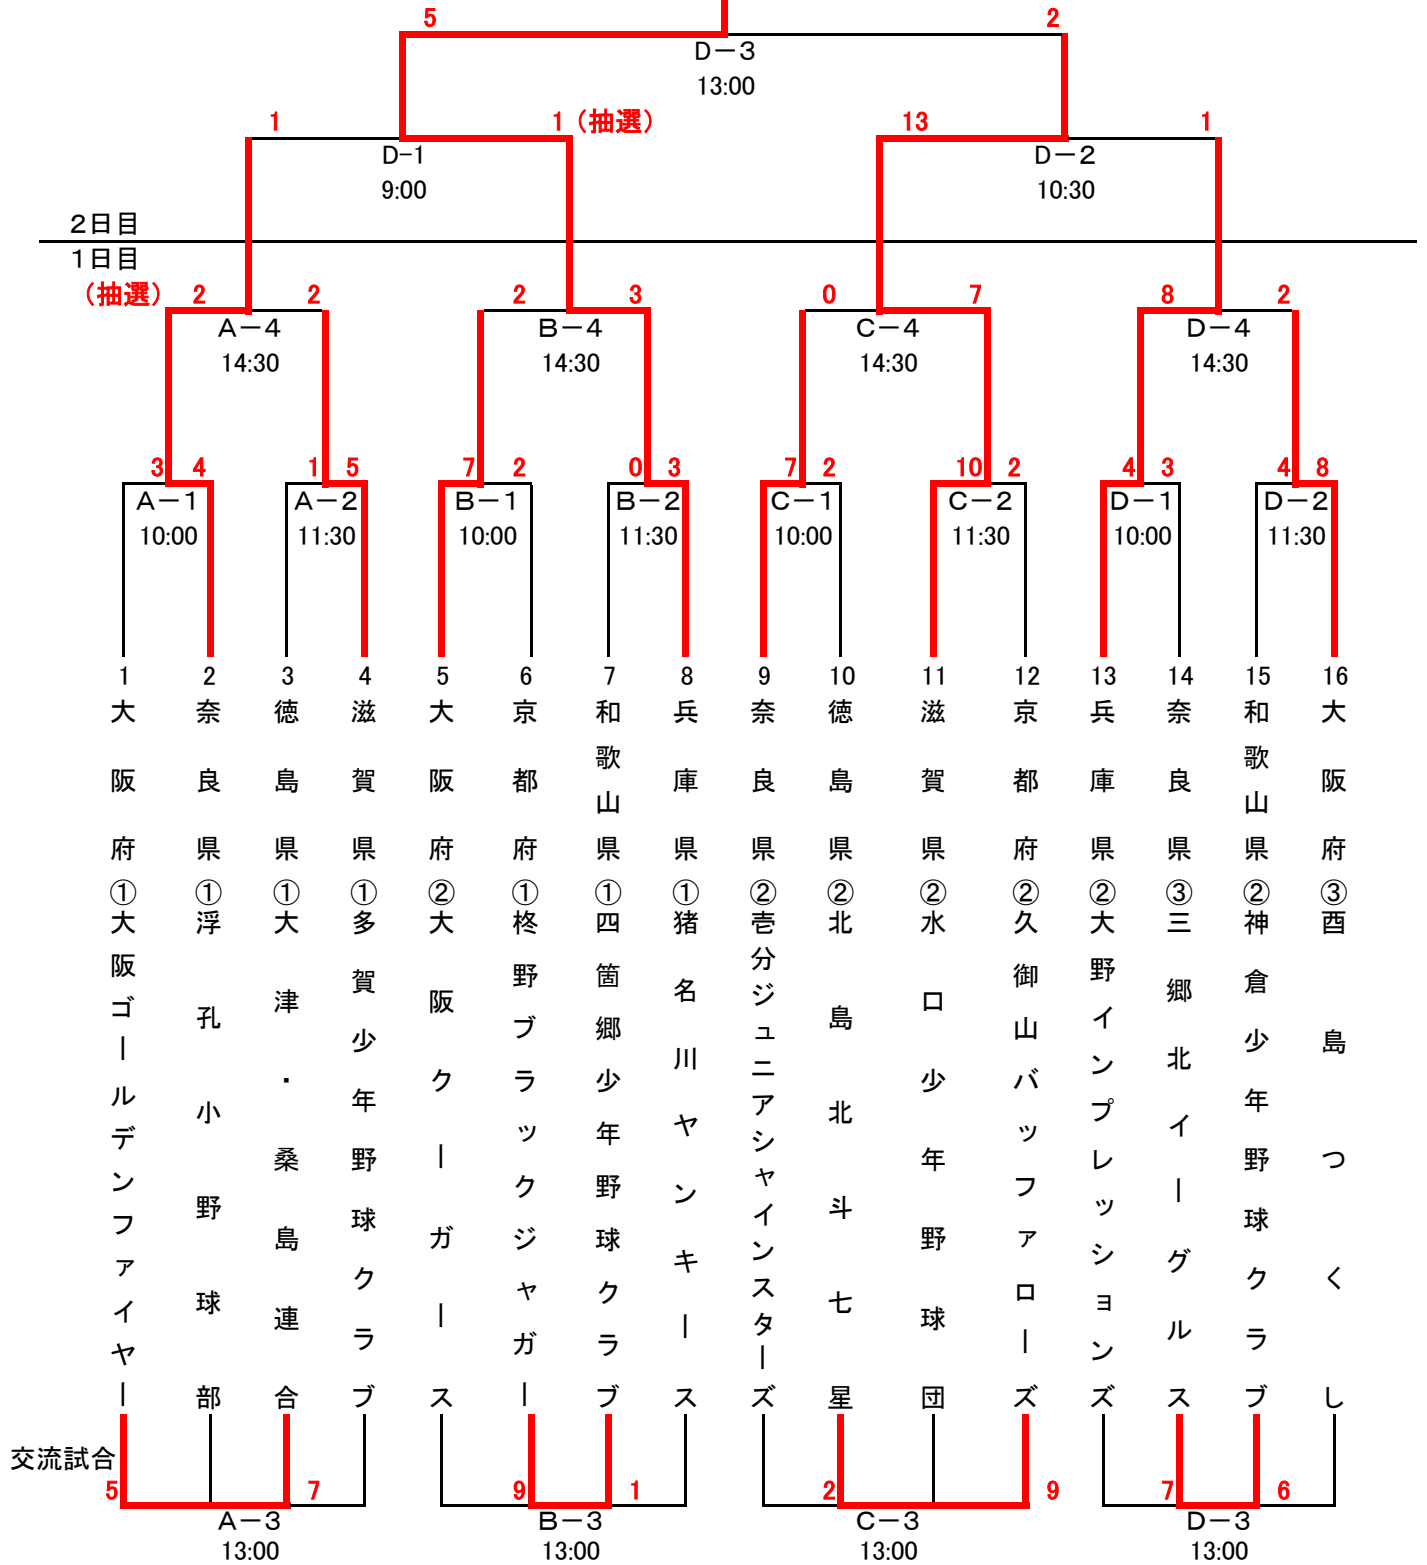 5 2
D－3
13:00
1 1（抽選） 13 1
D-1 D－2
9:00 10:30
2日目
1日目
（抽選） 2 2 2 3 0 7 8 2
A－4 B－4 C－4 D－4
14:30 14:30 14:30 14:30
3 4 1 5 7 2 0 3 7 2 10 2 4 3 4 8
A－1 A－2 B－1 B－2 C－1 C－2 D－1 D－2
10:00 11:30 10:00 11:30 10:00 11:30 10:00 11:30
1 2 3 4 5 6 7 8 9 10 11 12 13 14 15 16
大阪府①大阪ゴールデンファイヤー
奈良県①浮孔小野球部
徳島県①大津・桑島連合
滋賀県①多賀少年野球クラブ
大阪府②大阪クーガース
京都府①柊野ブラックジャガー
和歌山県①四箇郷少年野球クラブ
兵庫県①猪名川ヤンキース
奈良県②壱分ジュニアシャインスターズ
徳島県②北島北斗七星
滋賀県②水口少年野球団
京都府②久御山バッファローズ
兵庫県②大野インプレッションズ
奈良県③三郷北イーグルス
和歌山県②神倉少年野球クラブ
大阪府③酉島つくし
交流試合
5 7 9 1 2 9 7 6
A－3 B－3 C－3 D－3
13:00 13:00 13:00 13:00